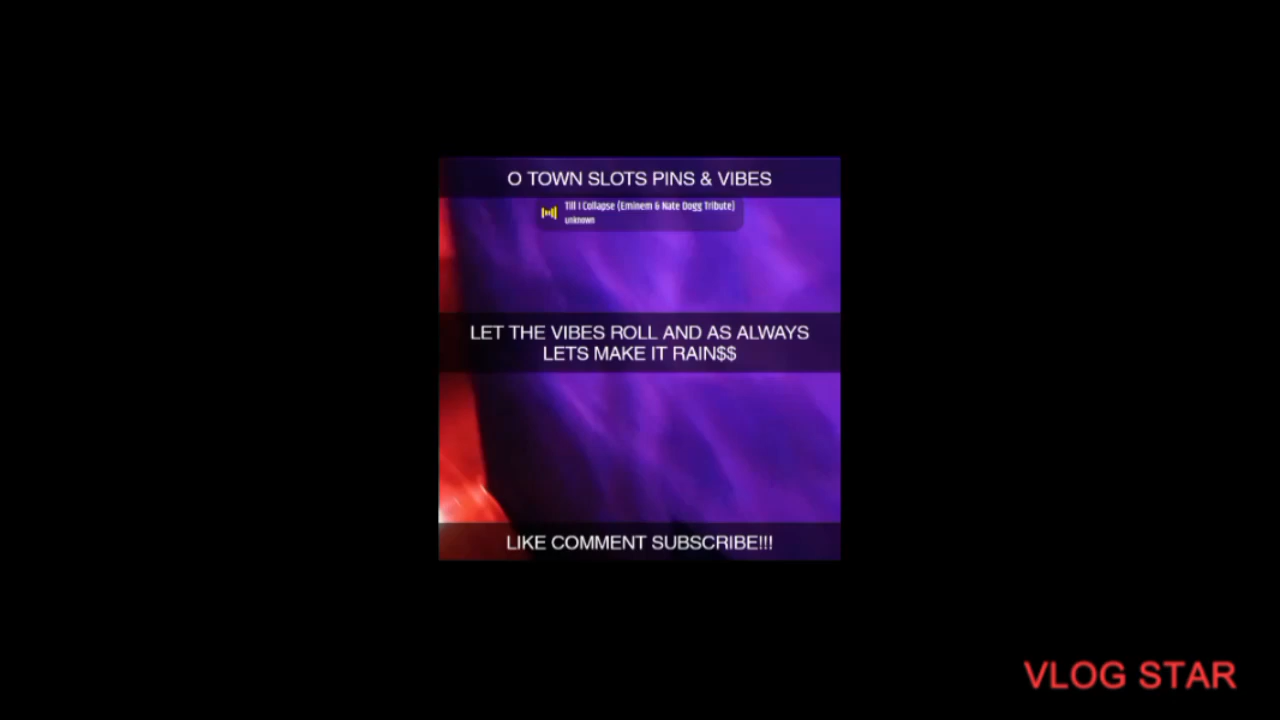 O TOWN SLOTS PINS & VIBES
Till I Collapse (Eminem & Nate Dogg Tribute)
unknown
LET THE VIBES ROLL AND AS ALWAYS
LETS MAKE IT RAIN$$
LIKE COMMENT SUBSCRIBE!!!
VLOG STAR